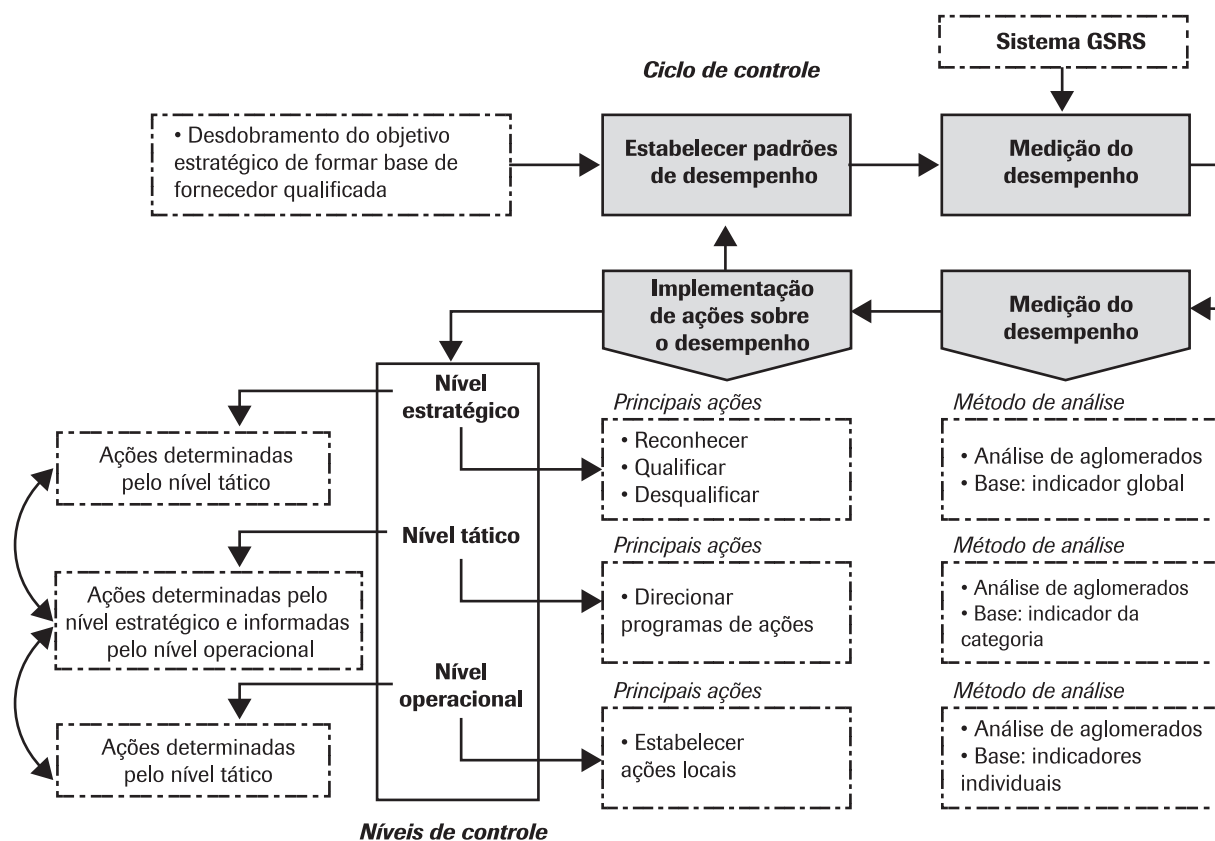 Sistema GSRS
Ciclo de controle
• Desdobramento do objetivo
estratégico de formar base de
fornecedor qualificada
Estabelecer padrões
de desempenho
Medição do
desempenho
Implementação
de ações sobre
o desempenho
Medição do
desempenho
Nível
estratégico
Principais ações
• Reconhecer
• Qualificar
• Desqualificar
Método de análise
• Análise de aglomerados
• Base: indicador global
Ações determinadas
pelo nível tático
Nível tático
Principais ações
• Direcionar
programas de ações
Método de análise
• Análise de aglomerados
• Base: indicador da
categoria
Ações determinadas pelo
nível estratégico e informadas
pelo nível operacional
Nível
operacional
Principais ações
• Estabelecer
ações locais
Método de análise
• Análise de aglomerados
• Base: indicadores
individuais
Ações determinadas
pelo nível tático
Níveis de controle